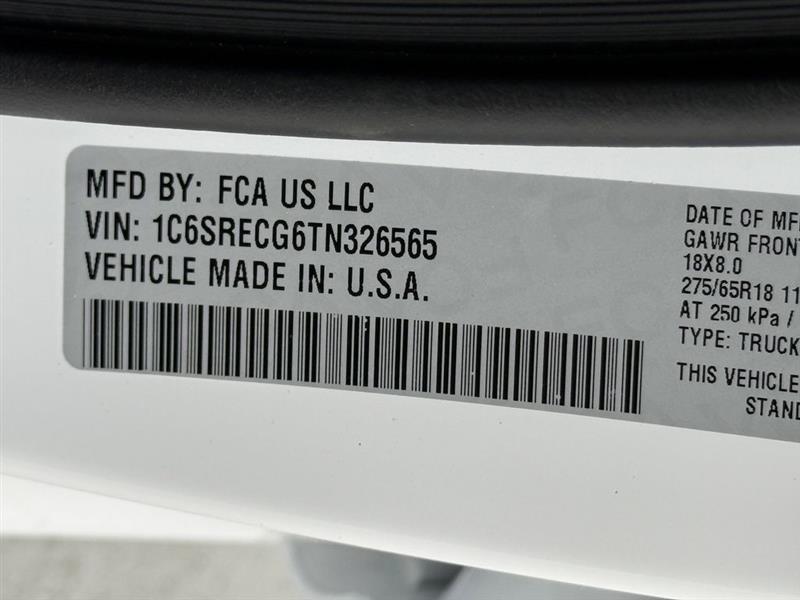 MFD BY: FCA US LLC
VIN: 1C6SRECG6TN326565
VEHICLE MADE IN: U.S.A.
DATE OF MF
GAWR FRONT
18X8.0
275/65R18 11
AT 250 kPa /
TYPE: TRUCK
THIS VEHICLE
STAND